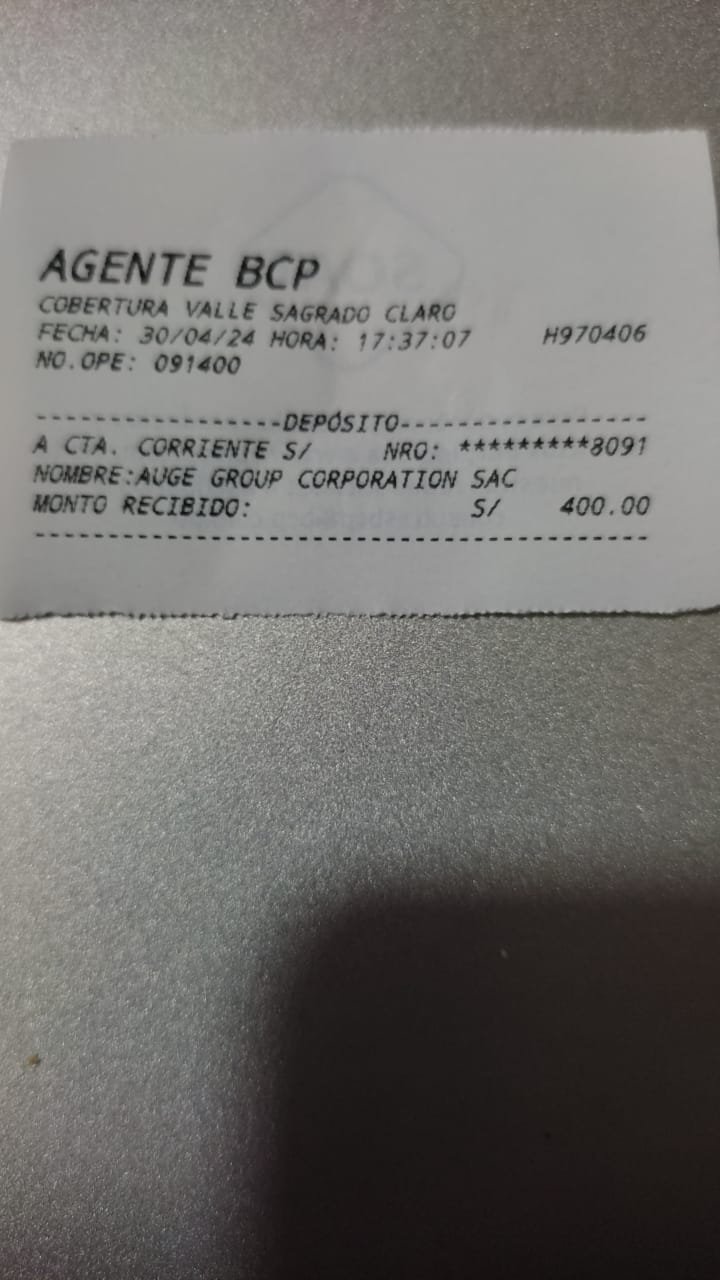 AGENTE BCP
COBERTURA VALLE SAGRADO CLARO
FECHA: 30/04/24 HORA: 17:37:07 H970406
NO.OPE: 091400
-----------------DEPÓSITO-----------------
A CTA. CORRIENTE S/ NRO: *********8091
NOMBRE:AUGE GROUP CORPORATION SAC
MONTO RECIBIDO: S/ 400.00
------------------------------------------